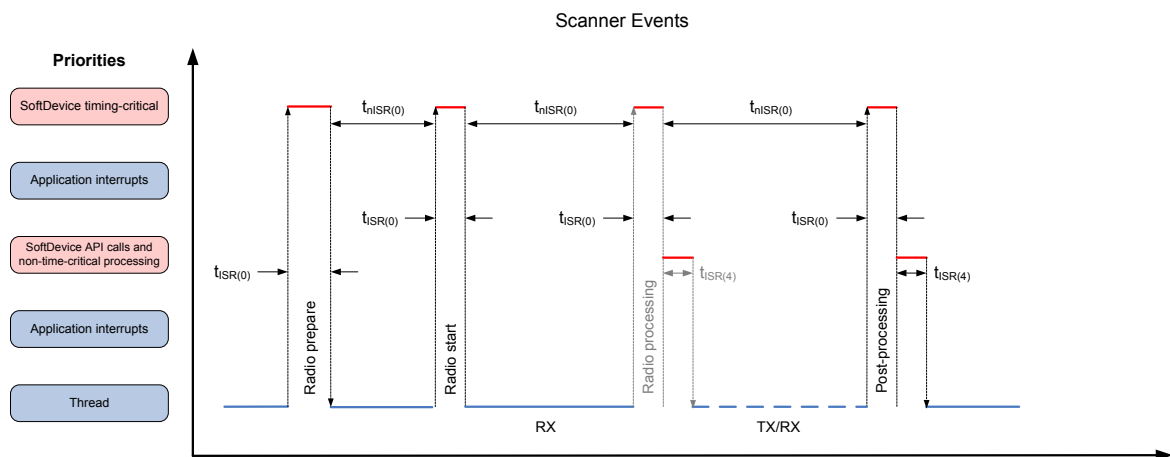 Scanner Events
Priorities
SoftDevice timing-critical
Application interrupts
SoftDevice API calls and
non-time-critical processing
Application interrupts
Thread
tnISR(0)
tnISR(0)
tnISR(0)
tISR(0)
tISR(0)
tISR(0)
tISR(0)
tISR(4)
tISR(4)
Radio prepare
Radio start
Radio processing
Post-processing
RX
TX/RX